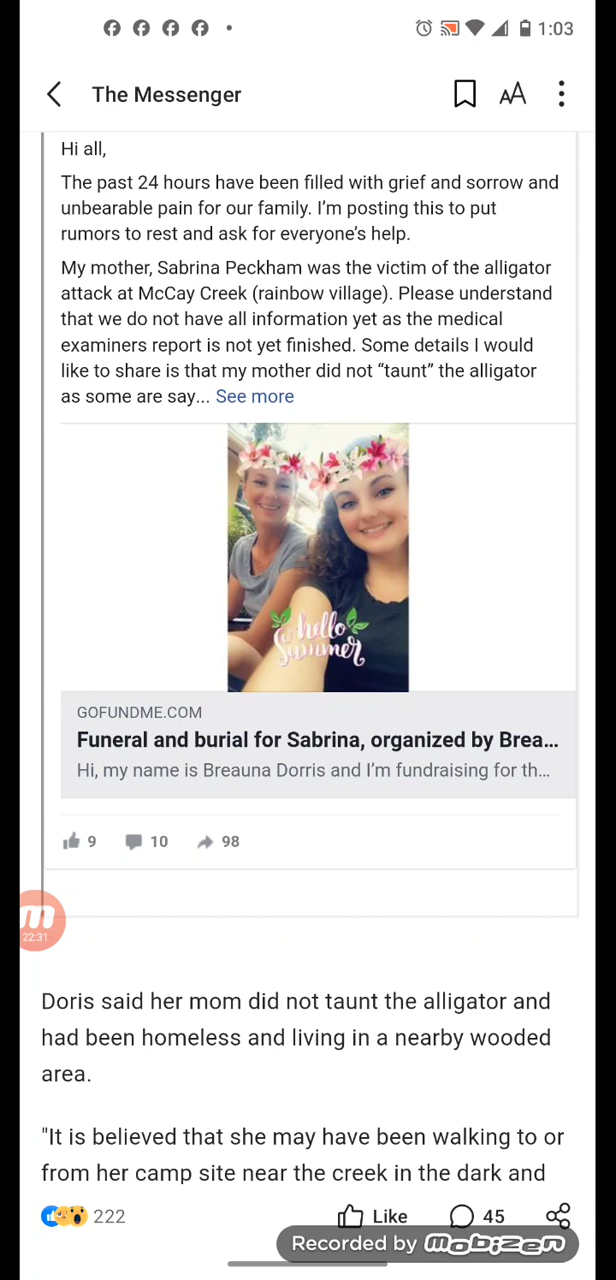 1:03
The Messenger
AA
Hi all,
The past 24 hours have been filled with grief and sorrow and
unbearable pain for our family. I'm posting this to put
rumors to rest and ask for everyone's help.
My mother, Sabrina Peckham was the victim of the alligator
attack at McCay Creek (rainbow village). Please understand
that we do not have all information yet as the medical
examiners report is not yet finished. Some details I would
like to share is that my mother did not “taunt” the alligator
as some are say... See more
hello
Summer
GOFUNDME.COM
Funeral and burial for Sabrina, organized by Brea...
Hi, my name is Breauna Dorris and I'm fundraising for th...
9 10 98
22:31
Doris said her mom did not taunt the alligator and
had been homeless and living in a nearby wooded
area.
"It is believed that she may have been walking to or
from her camp site near the creek in the dark and
222 Like 45
Recorded by mobizen